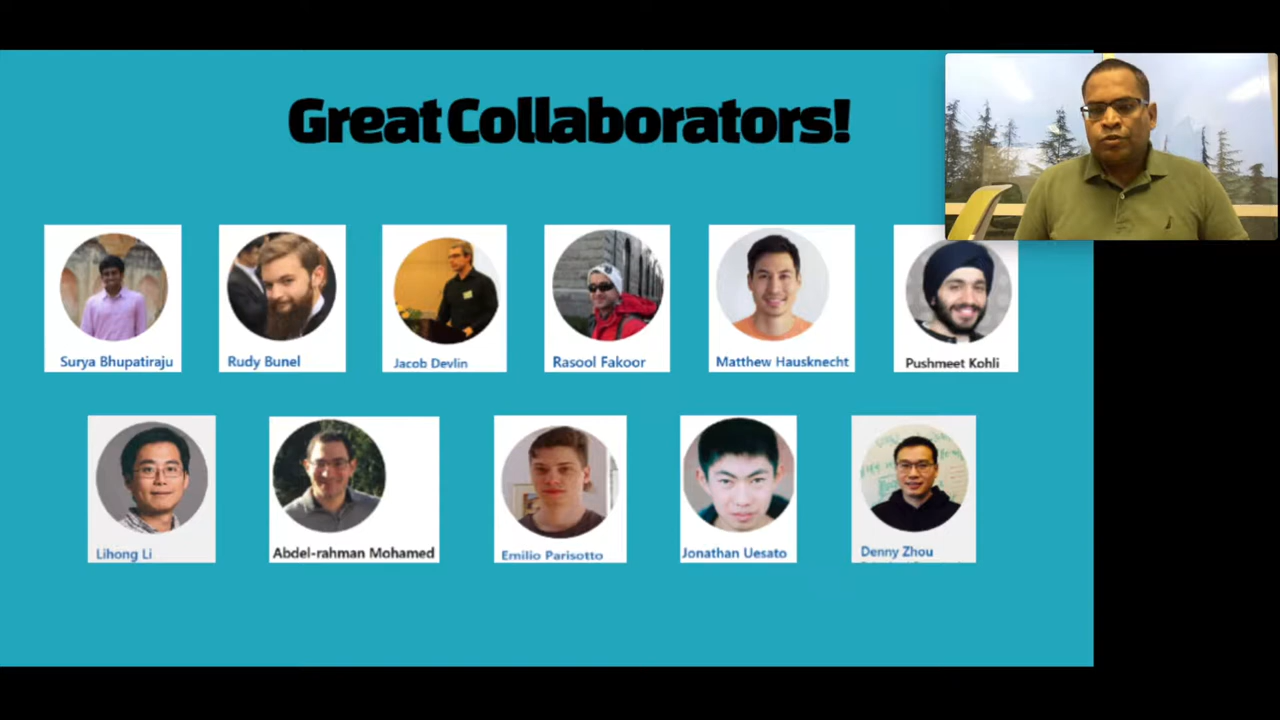 Great Collaborators!
Surya Bhupatiraju
Rudy Bunel
Jacob Devlin
Rasool Fakoor
Matthew Hausknecht
Pushmeet Kohli
Lihong Li
Abdel-rahman Mohamed
Emilio Parisotto
Jonathan Uesato
Denny Zhou